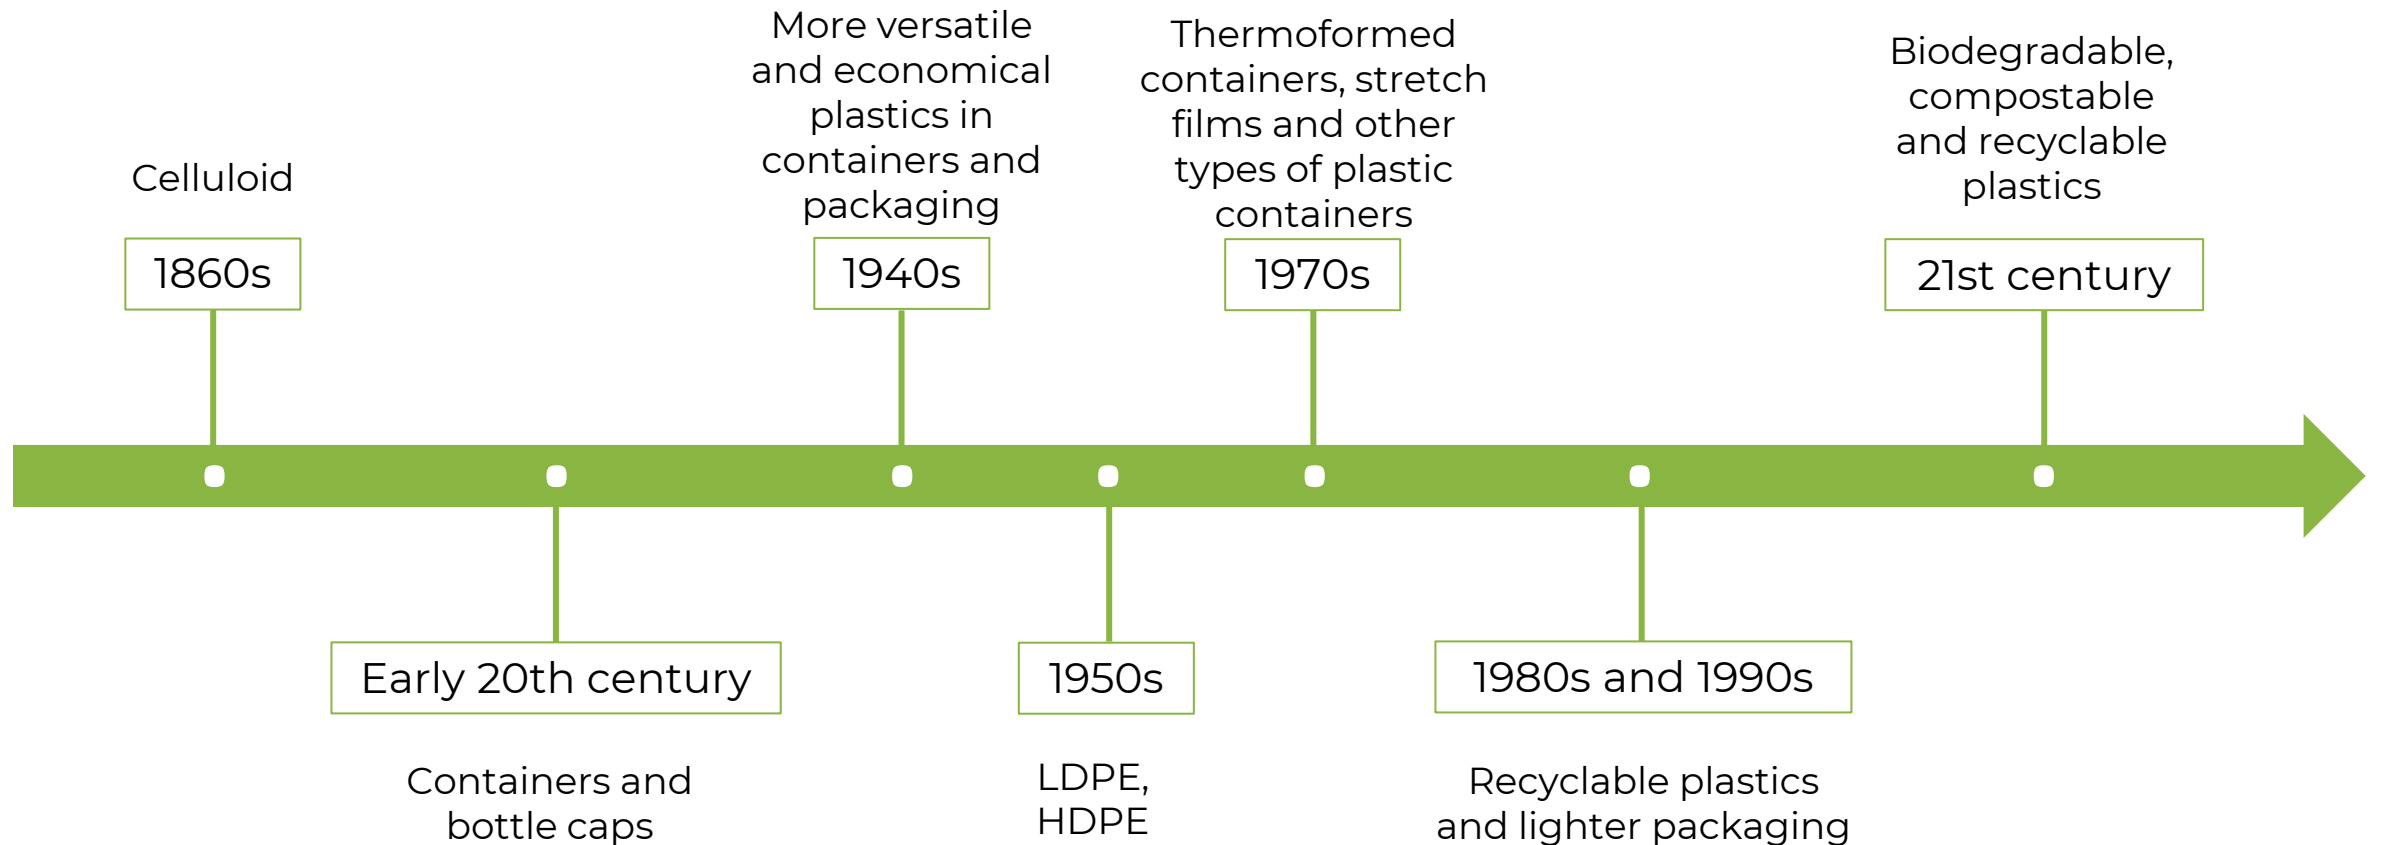 Celluloid
1860s
Early 20th century
Containers and
bottle caps
More versatile
and economical
plastics in
containers and
packaging
1940s
1950s
LDPE,
HDPE
Thermoformed
containers, stretch
films and other
types of plastic
containers
1970s
1980s and 1990s
Recyclable plastics
and lighter packaging
Biodegradable,
compostable
and recyclable
plastics
21st century